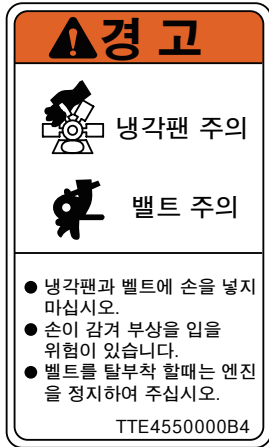 경 고
냉각팬 주의
밸트 주의
● 냉각팬과 벨트에 손을 넣지
마십시오.
● 손이 감겨 부상을 입을
위험이 있습니다.
● 벨트를 탈부착 할때는 엔진
을 정지하여 주십시오.
TTE4550000B4